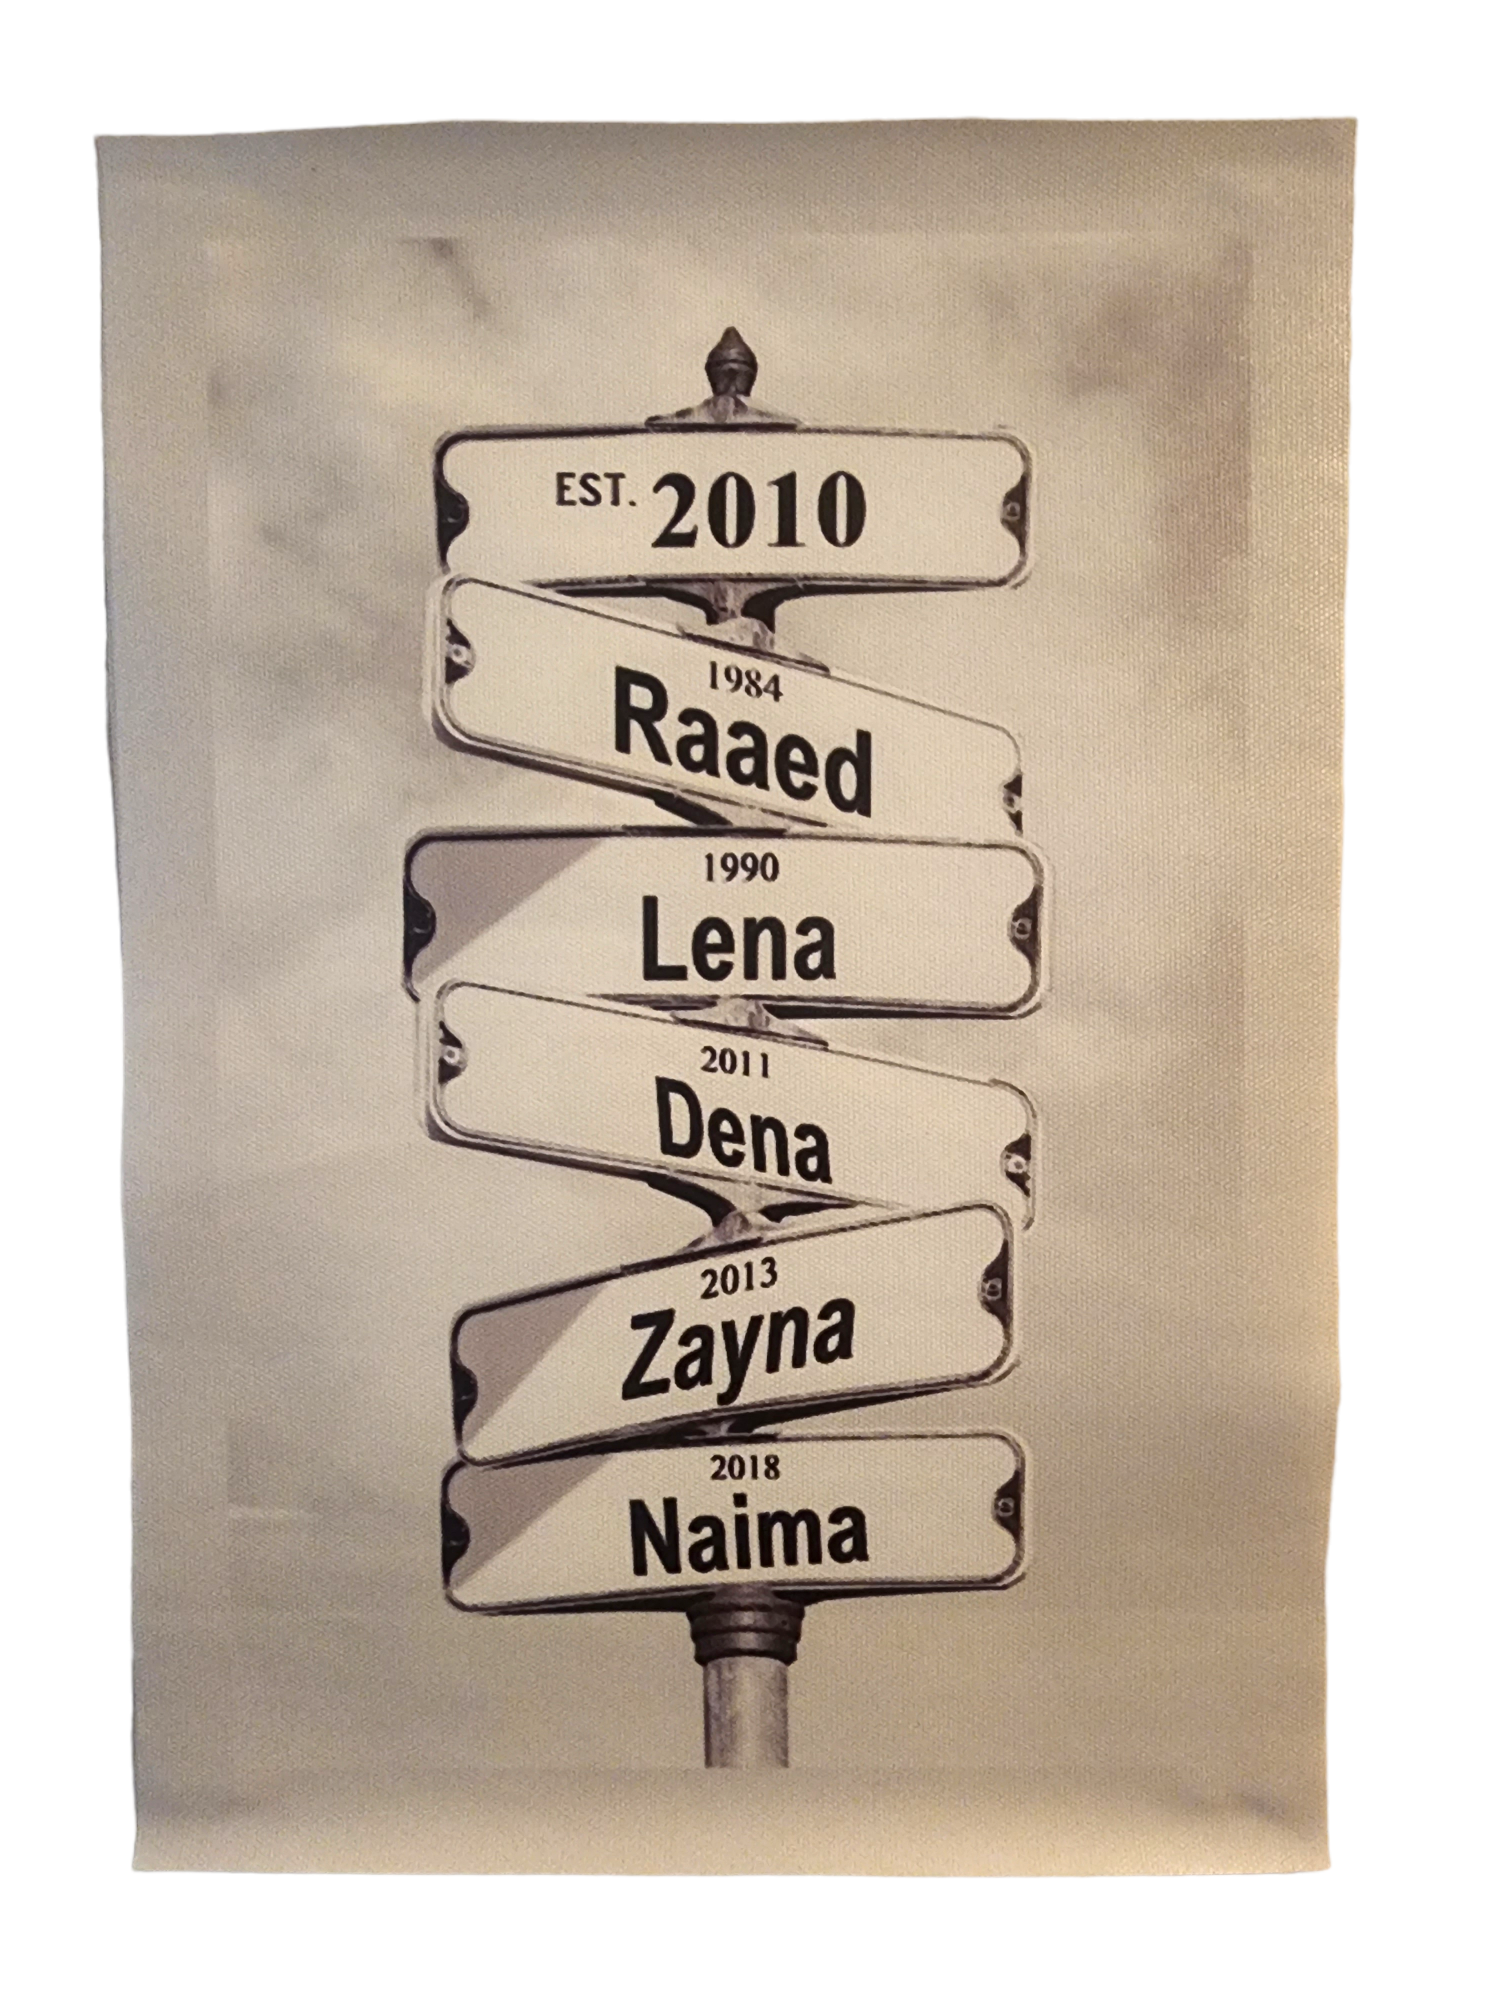 EST. 2010
1984
Raaed
1990
Lena
2011
Dena
2013
Zayna
2018
Naima